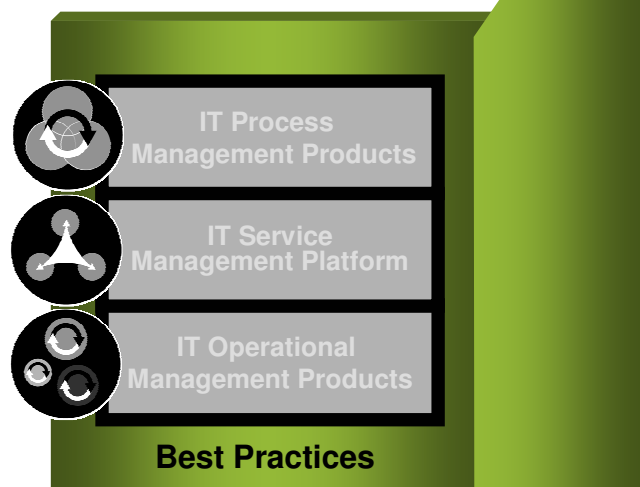 IT Process
Management Products
IT Service
Management Platform
IT Operational
Management Products
Best Practices